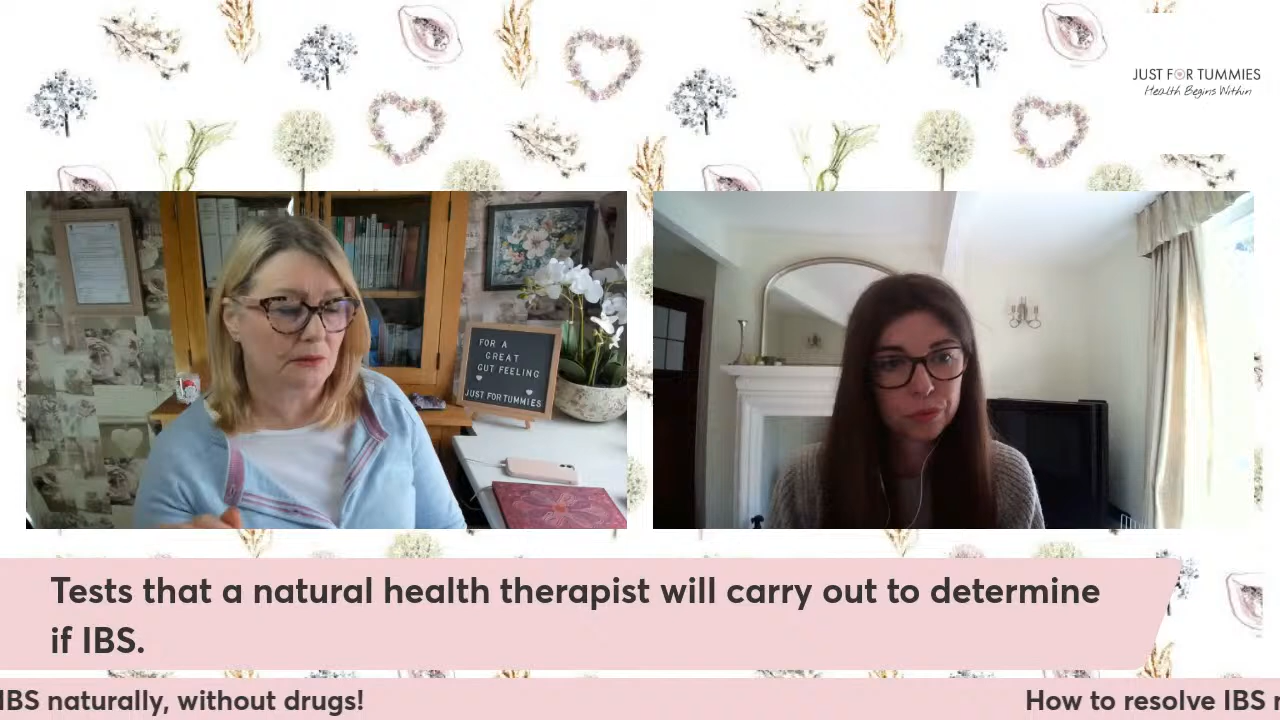 JUST FOR TUMMIES
Health Begins Within
FOR A
GREAT
GUT FEELING
JUST FOR TUMMIES
Tests that a natural health therapist will carry out to determine
if IBS.
IBS naturally, without drugs!
How to resolve IBS